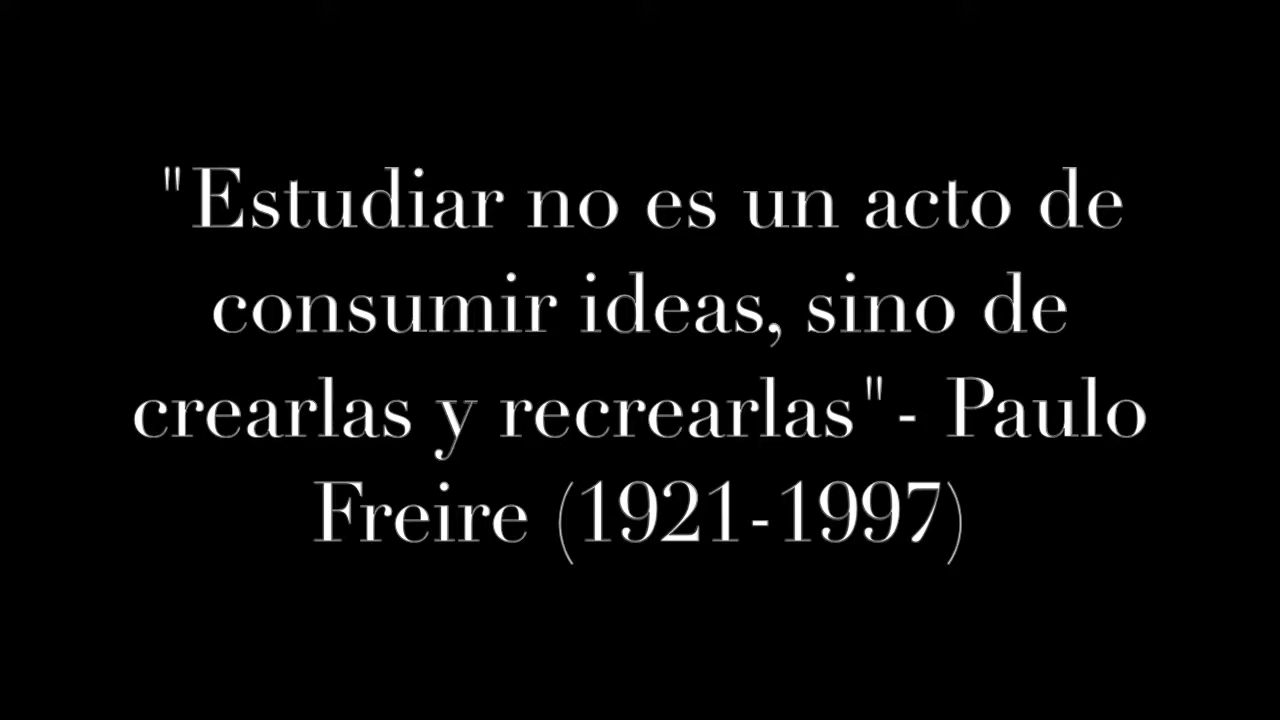 "Estudiar no es un acto de
consumir ideas, sino de
crearlas y recrearlas"- Paulo
Freire (1921-1997)